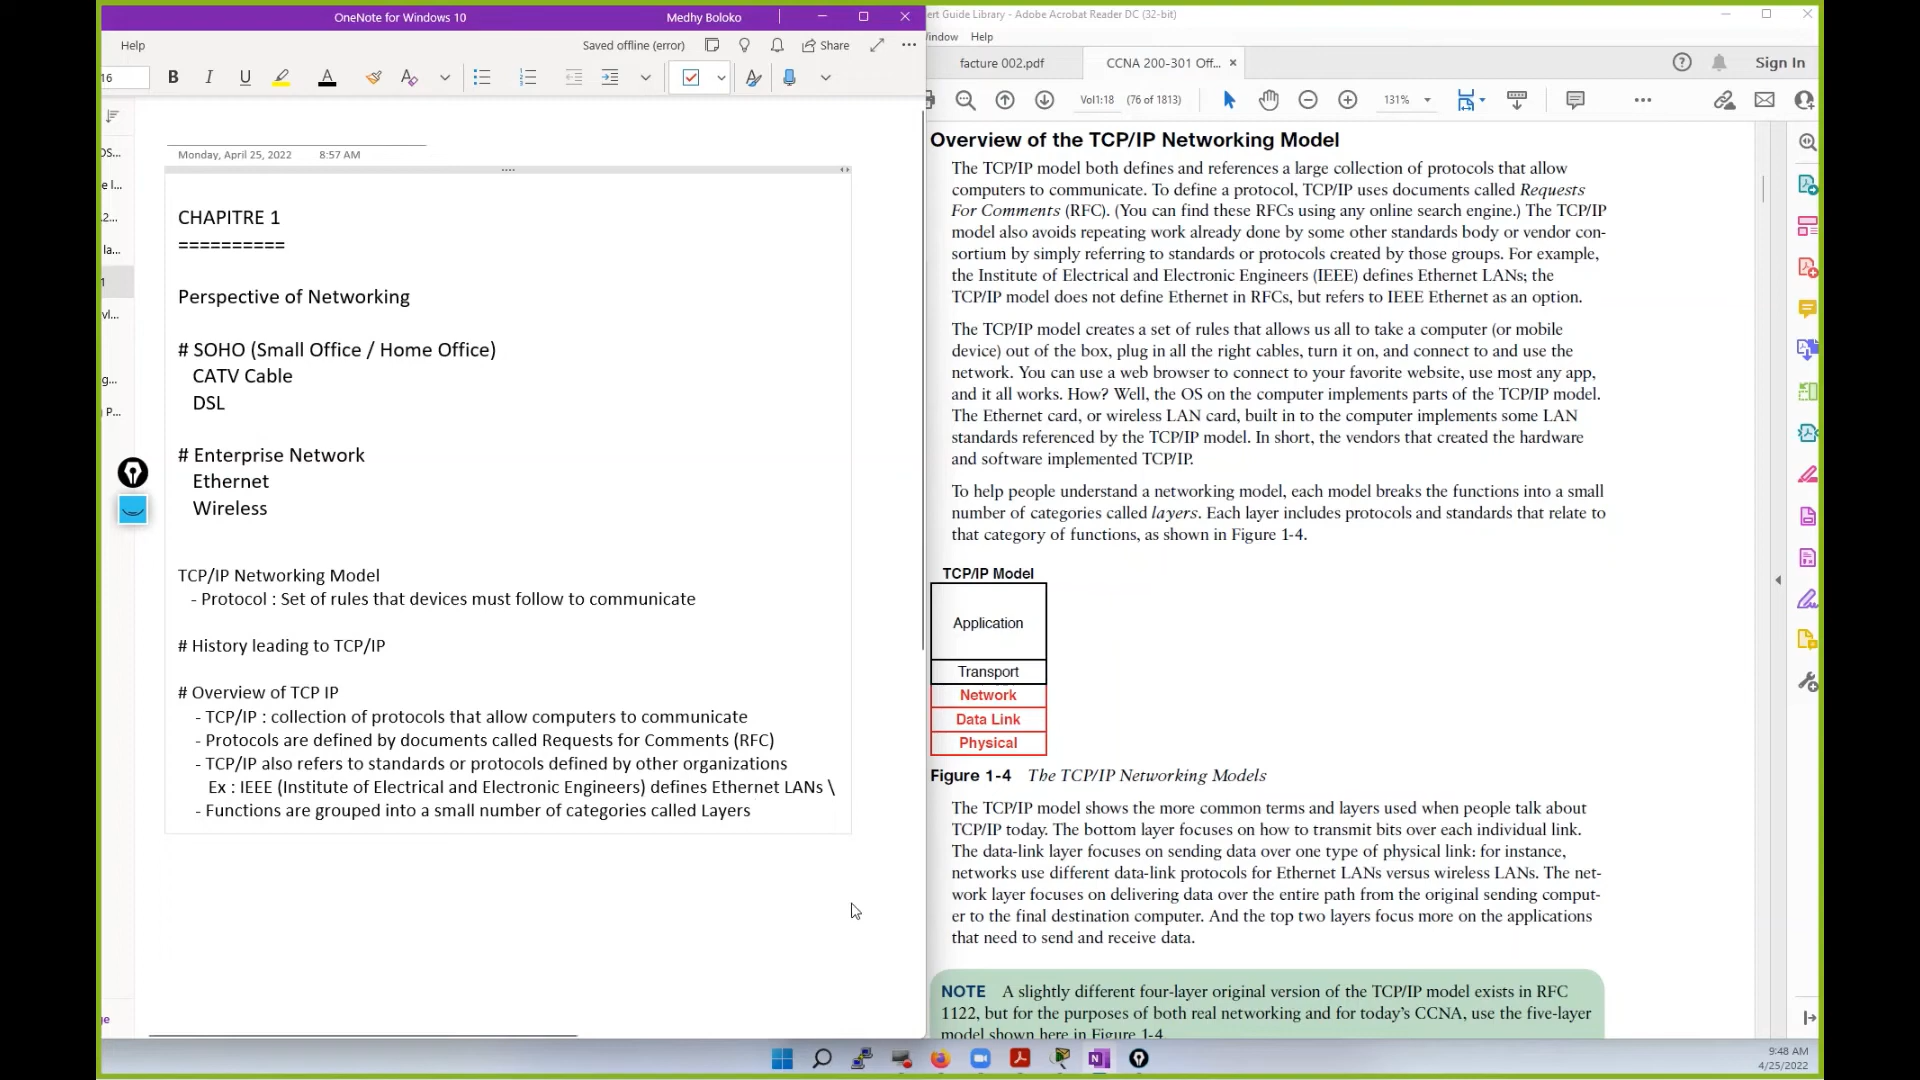 OneNote for Windows 10
Medhy Boloko
Help
Saved offline (error)
Share
16
B I U A
Monday, April 25, 2022 8:57 AM
CHAPITRE 1
==========
Perspective of Networking
# SOHO (Small Office / Home Office)
CATV Cable
DSL
# Enterprise Network
Ethernet
Wireless
TCP/IP Networking Model
- Protocol : Set of rules that devices must follow to communicate
# History leading to TCP/IP
# Overview of TCP IP
- TCP/IP : collection of protocols that allow computers to communicate
- Protocols are defined by documents called Requests for Comments (RFC)
- TCP/IP also refers to standards or protocols defined by other organizations
Ex : IEEE (Institute of Electrical and Electronic Engineers) defines Ethernet LANs \
- Functions are grouped into a small number of categories called Layers
ert Guide Library - Adobe Acrobat Reader DC (32-bit)
Window Help
facture 002.pdf
CCNA 200-301 Off... ×
Sign In
Vol1:18 (76 of 1813)
131%
Overview of the TCP/IP Networking Model
The TCP/IP model both defines and references a large collection of protocols that allow
computers to communicate. To define a protocol, TCP/IP uses documents called Requests
For Comments (RFC). (You can find these RFCs using any online search engine.) The TCP/IP
model also avoids repeating work already done by some other standards body or vendor con-
sortium by simply referring to standards or protocols created by those groups. For example,
the Institute of Electrical and Electronic Engineers (IEEE) defines Ethernet LANs; the
TCP/IP model does not define Ethernet in RFCs, but refers to IEEE Ethernet as an option.
The TCP/IP model creates a set of rules that allows us all to take a computer (or mobile
device) out of the box, plug in all the right cables, turn it on, and connect to and use the
network. You can use a web browser to connect to your favorite website, use most any app,
and it all works. How? Well, the OS on the computer implements parts of the TCP/IP model.
The Ethernet card, or wireless LAN card, built in to the computer implements some LAN
standards referenced by the TCP/IP model. In short, the vendors that created the hardware
and software implemented TCP/IP.
To help people understand a networking model, each model breaks the functions into a small
number of categories called layers. Each layer includes protocols and standards that relate to
that category of functions, as shown in Figure 1-4.
TCP/IP Model
Application
Transport
Network
Data Link
Physical
Figure 1-4 The TCP/IP Networking Models
The TCP/IP model shows the more common terms and layers used when people talk about
TCP/IP today. The bottom layer focuses on how to transmit bits over each individual link.
The data-link layer focuses on sending data over one type of physical link: for instance,
networks use different data-link protocols for Ethernet LANs versus wireless LANs. The net-
work layer focuses on delivering data over the entire path from the original sending comput-
er to the final destination computer. And the top two layers focus more on the applications
that need to send and receive data.
NOTE A slightly different four-layer original version of the TCP/IP model exists in RFC
1122, but for the purposes of both real networking and for today's CCNA, use the five-layer
model shown here in Figure 1-4
9:48 AM
4/25/2022